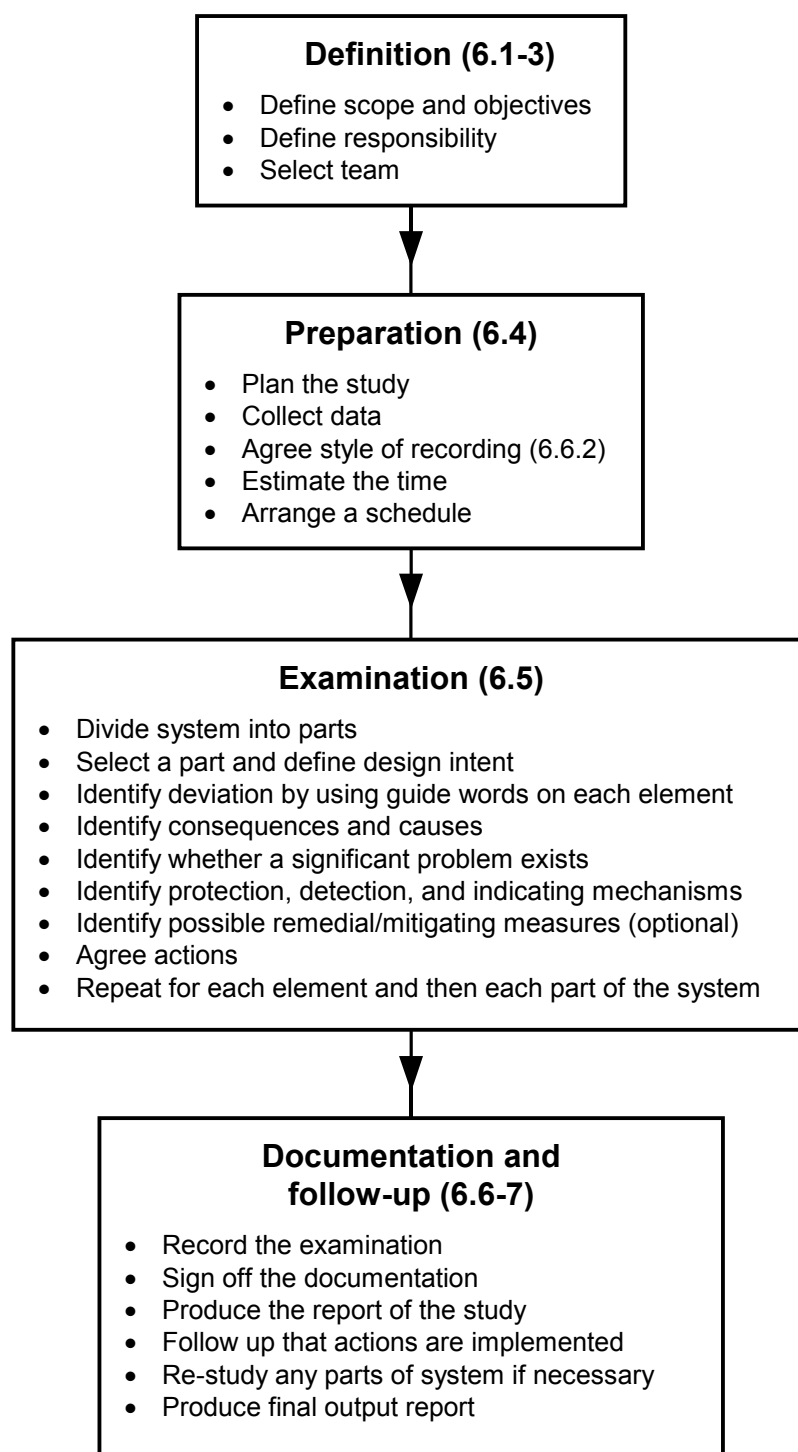 Definition (6.1-3)
• Define scope and objectives
• Define responsibility
• Select team
Preparation (6.4)
• Plan the study
• Collect data
• Agree style of recording (6.6.2)
• Estimate the time
• Arrange a schedule
Examination (6.5)
• Divide system into parts
• Select a part and define design intent
• Identify deviation by using guide words on each element
• Identify consequences and causes
• Identify whether a significant problem exists
• Identify protection, detection, and indicating mechanisms
• Identify possible remedial/mitigating measures (optional)
• Agree actions
• Repeat for each element and then each part of the system
Documentation and
follow-up (6.6-7)
• Record the examination
• Sign off the documentation
• Produce the report of the study
• Follow up that actions are implemented
• Re-study any parts of system if necessary
• Produce final output report